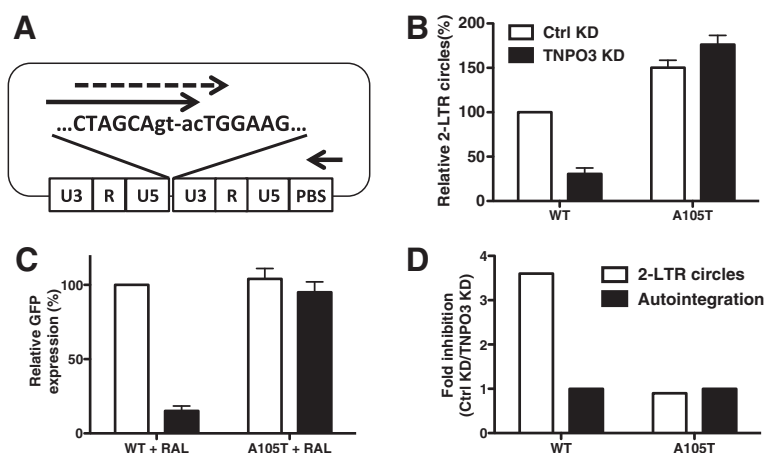 A
...CTAGCAgt-acTGGAAG...
U3 R U5 U3 R U5 PBS
B
Relative 2-LTR circles(%)
200
150
100
50
0
Ctrl KD
TNPO3 KD
WT A105T
C
Relative GFP
expression (%)
100
50
0
WT + RAL A105T + RAL
D
Fold inhibition
(Ctrl KD/TNPO3 KD)
4
3
2
1
0
2-LTR circles
Autointegration
WT A105T